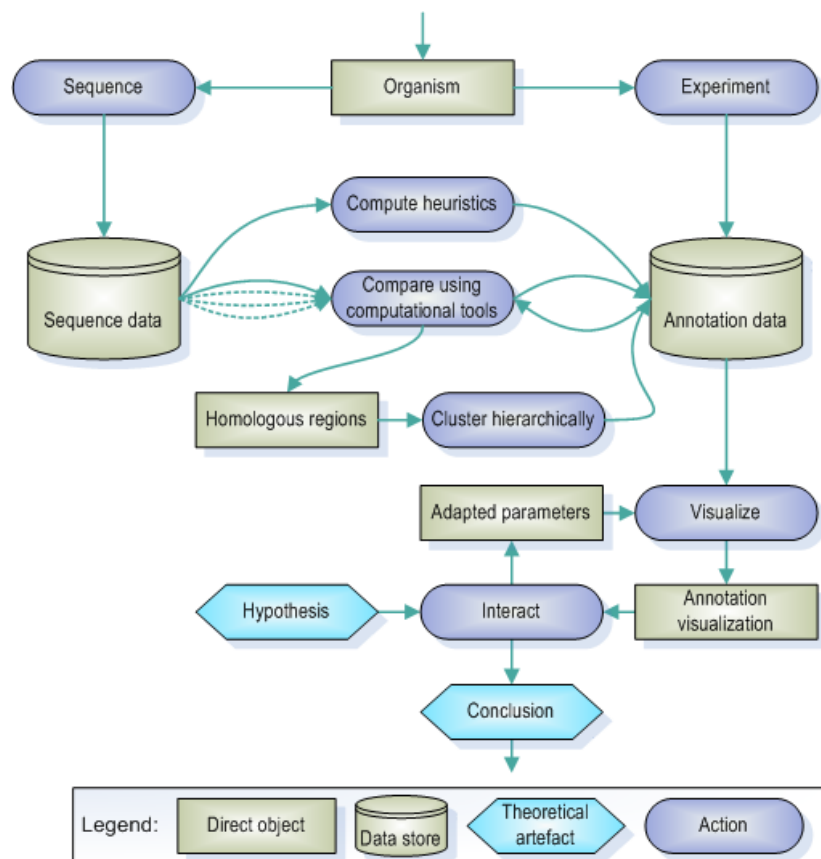 Sequence
Organism
Experiment
Compute heuristics
Sequence data
Compare using
computational tools
Annotation data
Homologous regions
Cluster hierarchically
Adapted parameters
Visualize
Hypothesis
Interact
Annotation
visualization
Conclusion
Legend:
Direct object
Data store
Theoretical
artefact
Action